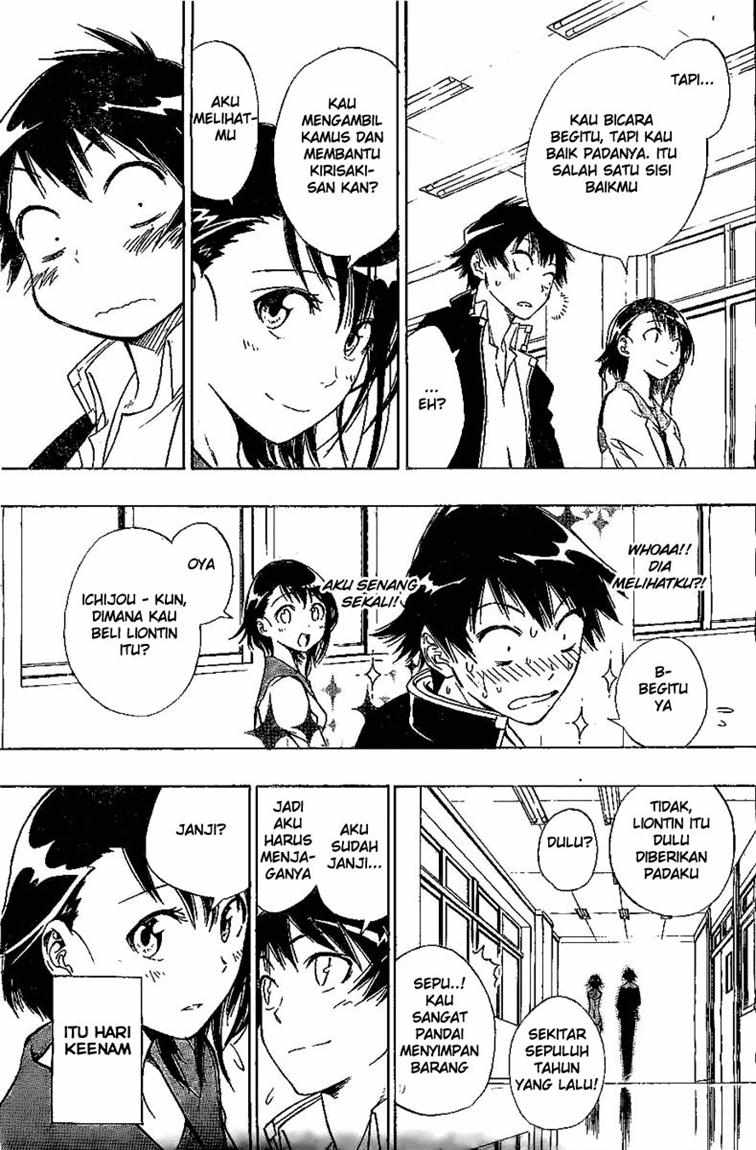 TAPI...
KAU BICARA
BEGITU, TAPI KAU
BAIK PADANYA. ITU
SALAH SATU SISI
BAIKMU
...
EH?
KAU
MENGAMBIL
KAMUS DAN
MEMBANTU
KIRISAKI-
SAN KAN?
AKU
MELIHAT-
MU
WHOAA!!
DIA
MELIHATKU?!
B-
BEGITU
YA
AKU SENANG
SEKALI!
OYA
ICHIJOU - KUN,
DIMANA KAU
BELI LIONTIN
ITU?
TIDAK,
LIONTIN ITU
DULU
DIBERIKAN
PADAKU
DULU?
SEKITAR
SEPULUH
TAHUN
YANG LALU!
SEPU..!
KAU
SANGAT
PANDAI
MENYIMPAN
BARANG
AKU
SUDAH
JANJI...
JADI
AKU
HARUS
MENJA-
GANYA
JANJI?
ITU HARI
KEENAM